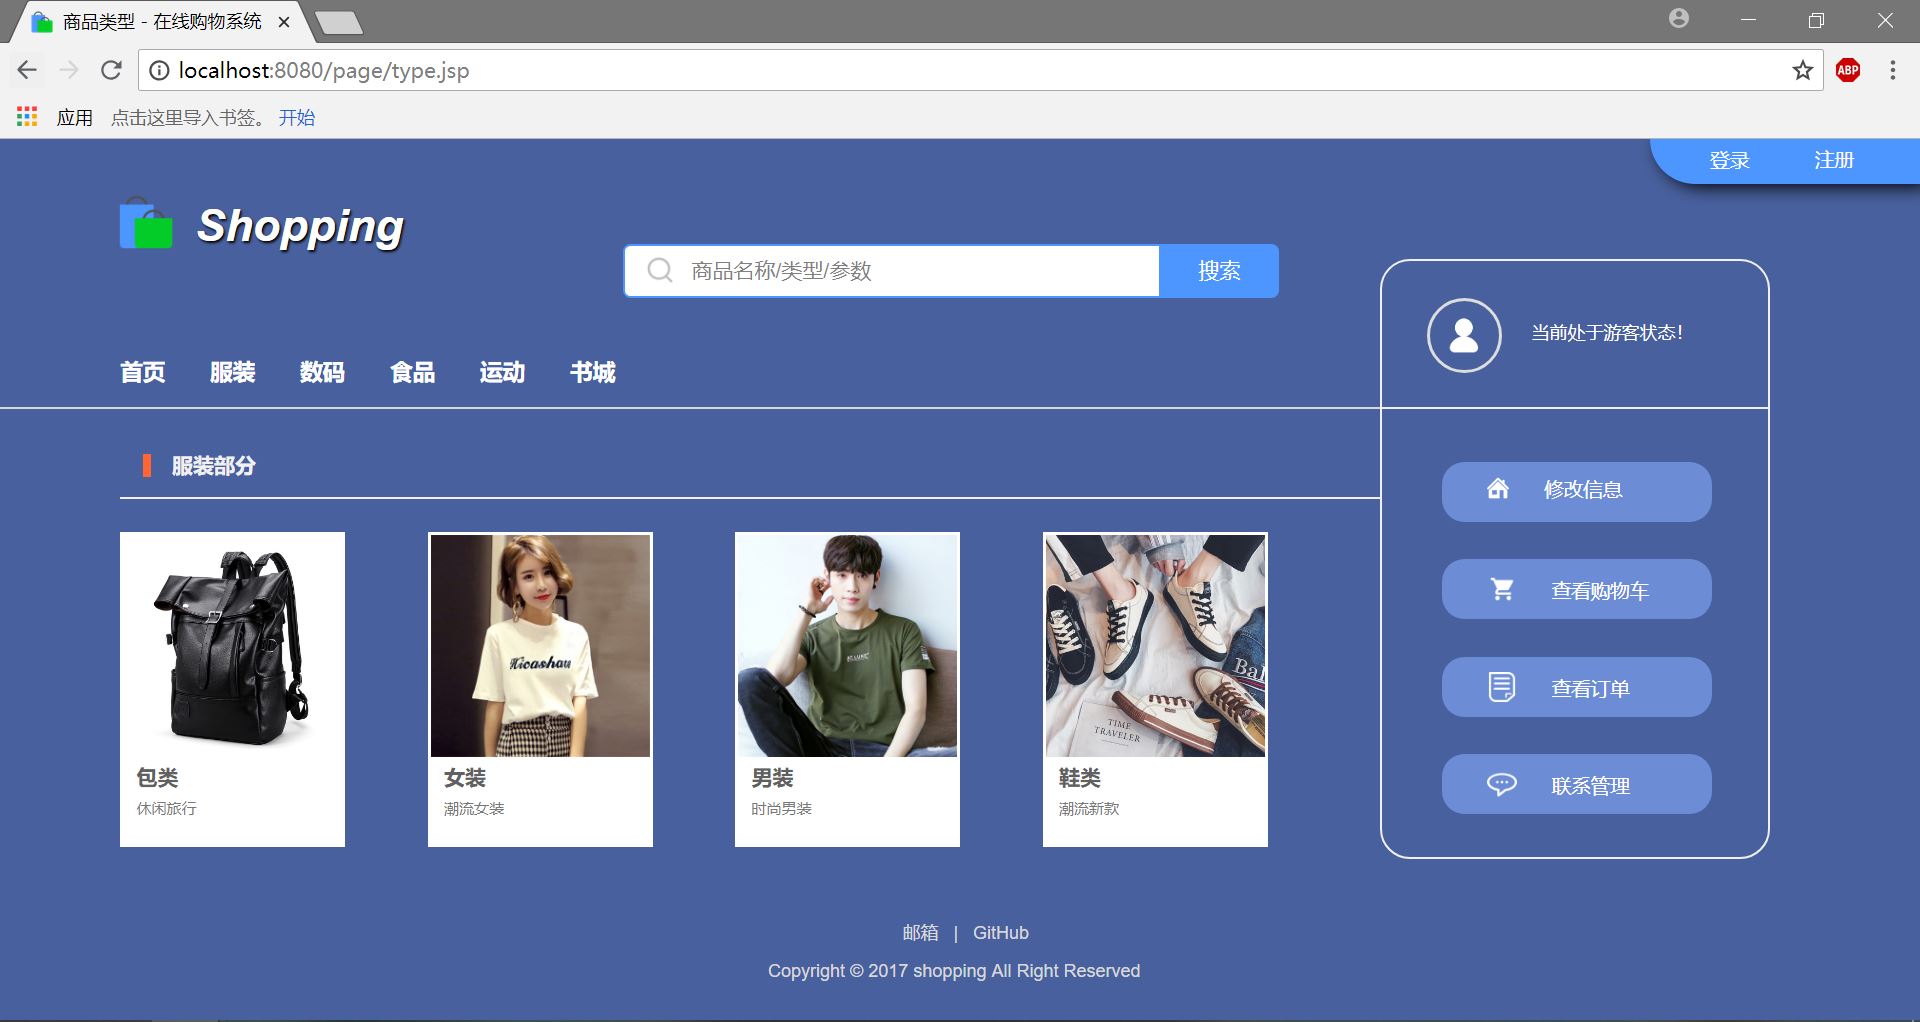 商品类型 - 在线购物系统
localhost:8080/page/type.jsp
ABP
应用 点击这里导入书签。 开始
登录 注册
Shopping
商品名称/类型/参数 搜索
当前处于游客状态!
首页 服装 数码 食品 运动 书城
服装部分
修改信息
查看购物车
查看订单
联系管理
Hicashare
TIME
TRAVELER
包类
休闲旅行
女装
潮流女装
男装
时尚男装
鞋类
潮流新款
邮箱 | GitHub
Copyright © 2017 shopping All Right Reserved